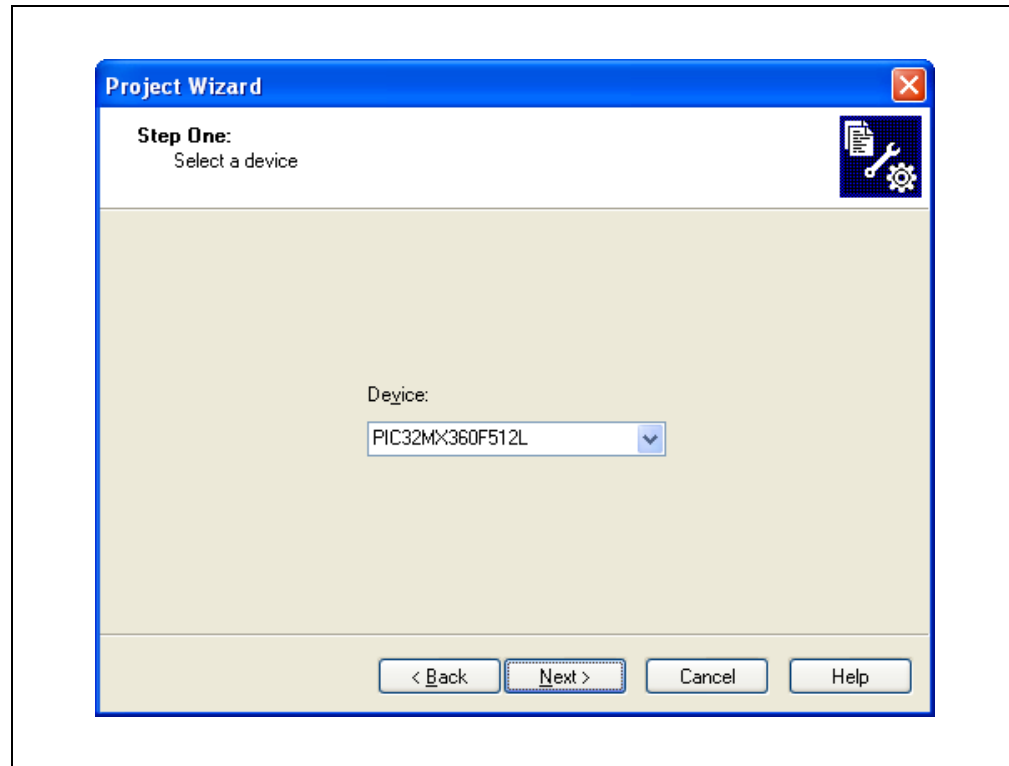 Project Wizard
Step One:
Select a device
Device:
PIC32MX360F512L
< Back Next > Cancel Help